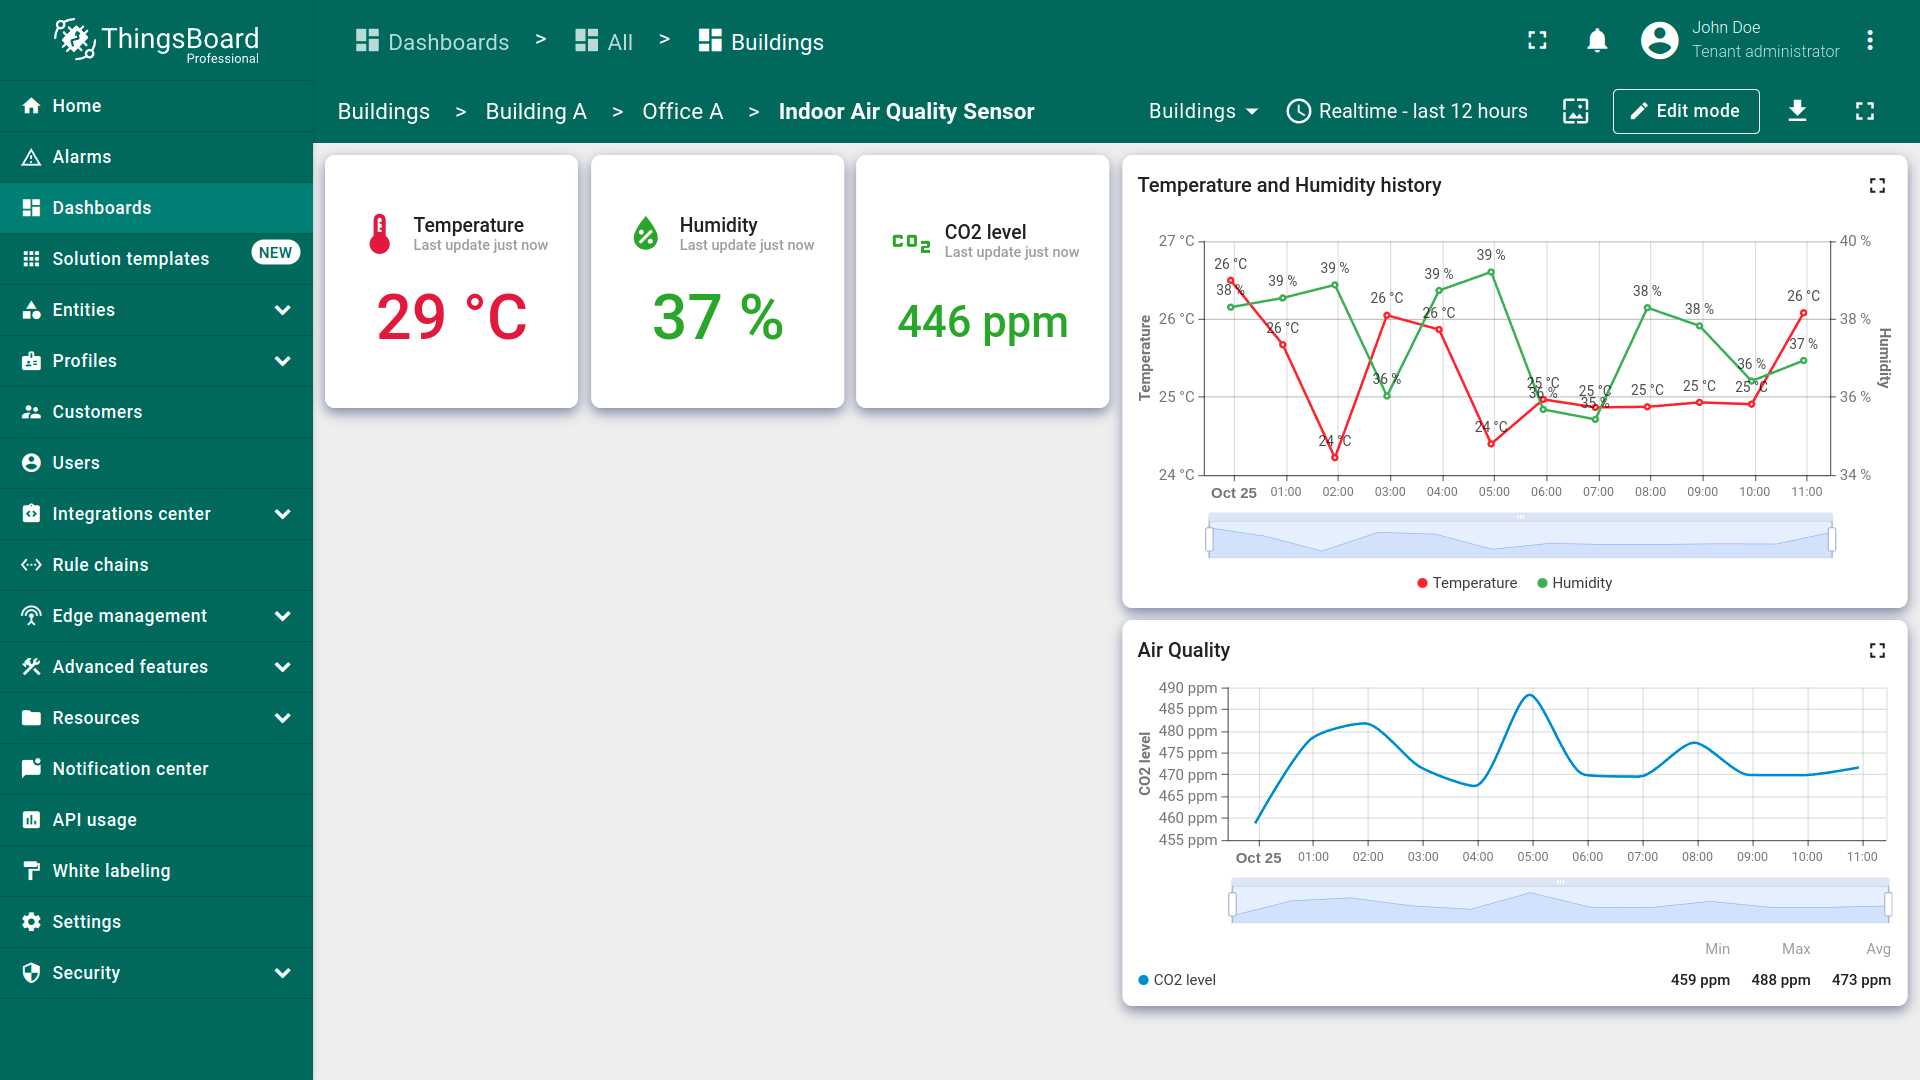 ThingsBoard
Professional
Dashboards > All > Buildings
John Doe
Tenant administrator
Buildings > Building A > Office A > Indoor Air Quality Sensor
Buildings
Realtime - last 12 hours
Edit mode
Home
Alarms
Dashboards
Solution templates
NEW
Entities
Profiles
Customers
Users
Integrations center
Rule chains
Edge management
Advanced features
Resources
Notification center
API usage
White labeling
Settings
Security
Temperature
Last update just now
29 °C
Humidity
Last update just now
37 %
CO2
CO2 level
Last update just now
446 ppm
Temperature and Humidity history
Temperature
27 °C
26 °C
25 °C
24 °C
26 °C
26 °C
24 °C
26 °C
26 °C
24 °C
25 °C
25 °C
25 °C
25 °C
25 °C
26 °C
38 %
39 %
39 %
36 %
39 %
39 %
36 %
35 %
38 %
38 %
36 %
37 %
40 %
38 %
36 %
34 %
Humidity
Oct 25 01:00 02:00 03:00 04:00 05:00 06:00 07:00 08:00 09:00 10:00 11:00
Temperature Humidity
Air Quality
CO2 level
490 ppm
485 ppm
480 ppm
475 ppm
470 ppm
465 ppm
460 ppm
455 ppm
Oct 25 01:00 02:00 03:00 04:00 05:00 06:00 07:00 08:00 09:00 10:00 11:00
Min Max Avg
CO2 level 459 ppm 488 ppm 473 ppm